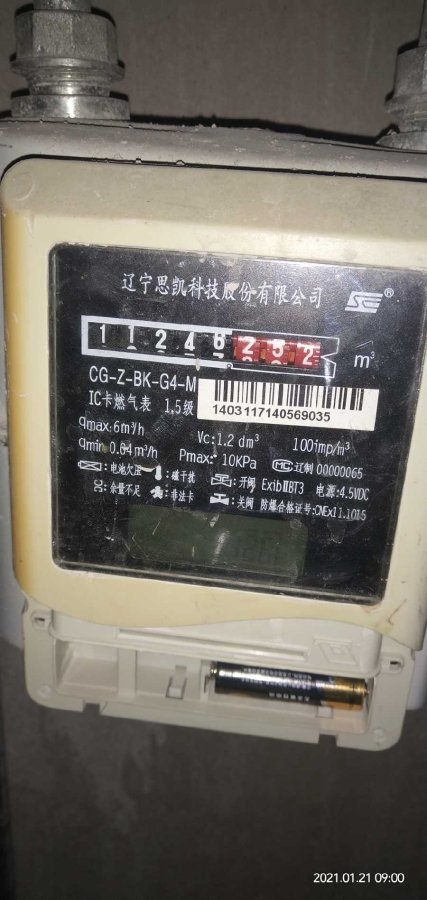 辽宁思凯科技股份有限公司 ®
11246252 m³
CG-Z-BK-G4-M
IC卡燃气表 1.5级
1403117140569035
qmax:6m³/h Vc:1.2 dm³ 100imp/m³
qmin:0.04m³/h Pmax: 10KPa MC 辽制 00000065
:电池欠压 :磁干扰 :开阀 ExibⅡBT3 电源:4.5VDC
:余量不足 :非法卡 :关阀 防爆合格证号:CNEx11.1015
2021.01.21 09:00